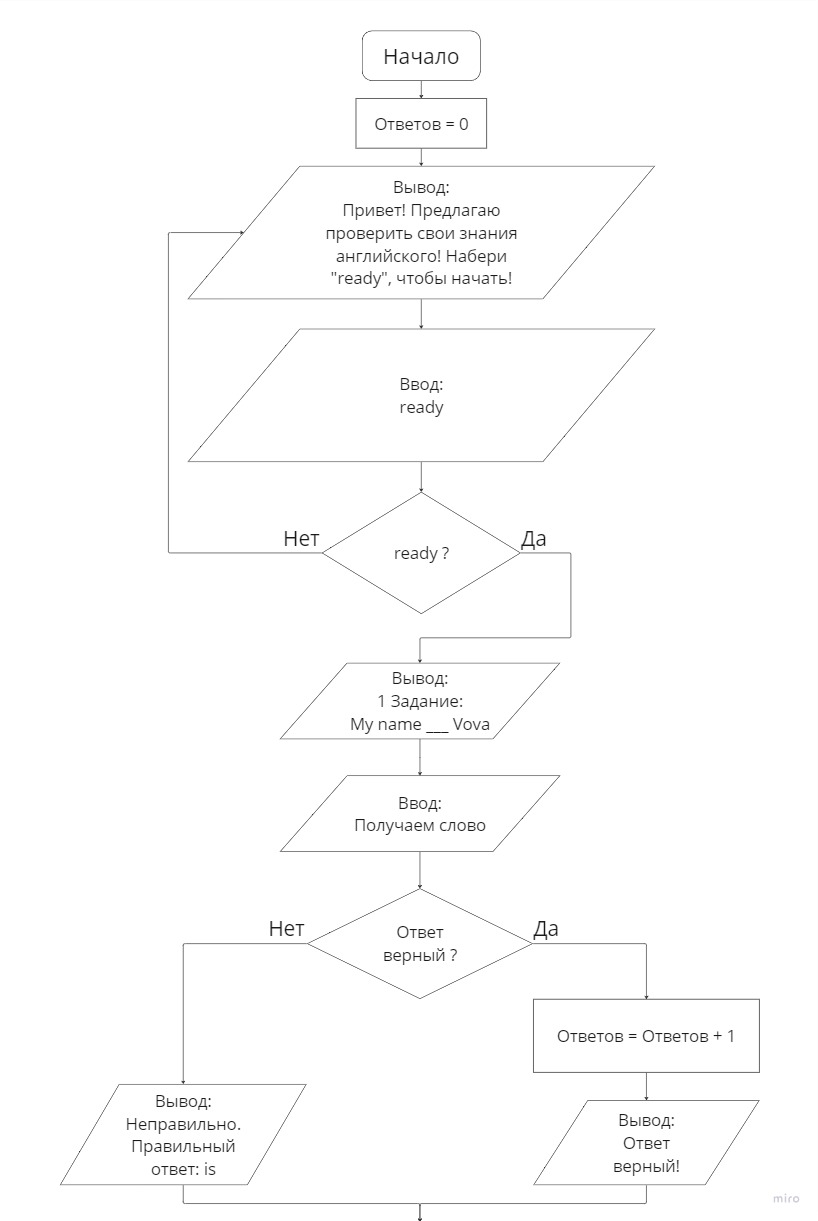 Начало
Ответов = 0
Вывод:
Привет! Предлагаю
проверить свои знания
английского! Набери
"ready", чтобы начать!
Ввод:
ready
Нет
Да
ready ?
Вывод:
1 Задание:
My name ___ Vova
Ввод:
Получаем слово
Нет
Да
Ответ
верный ?
Ответов = Ответов + 1
Вывод:
Неправильно.
Правильный
ответ: is
Вывод:
Ответ
верный!
miro